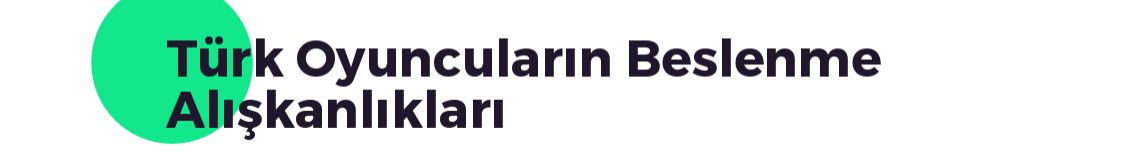 Türk Oyuncuların Beslenme
Alışkanlıkları